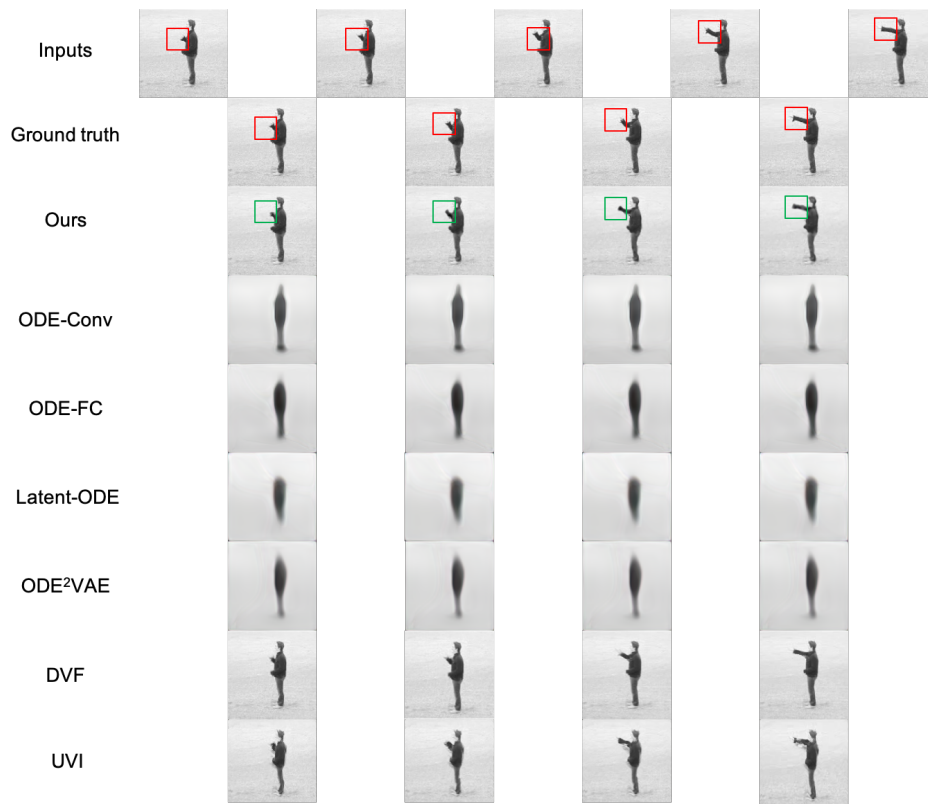 Inputs
Ground truth
Ours
ODE-Conv
ODE-FC
Latent-ODE
ODE²VAE
DVF
UVI